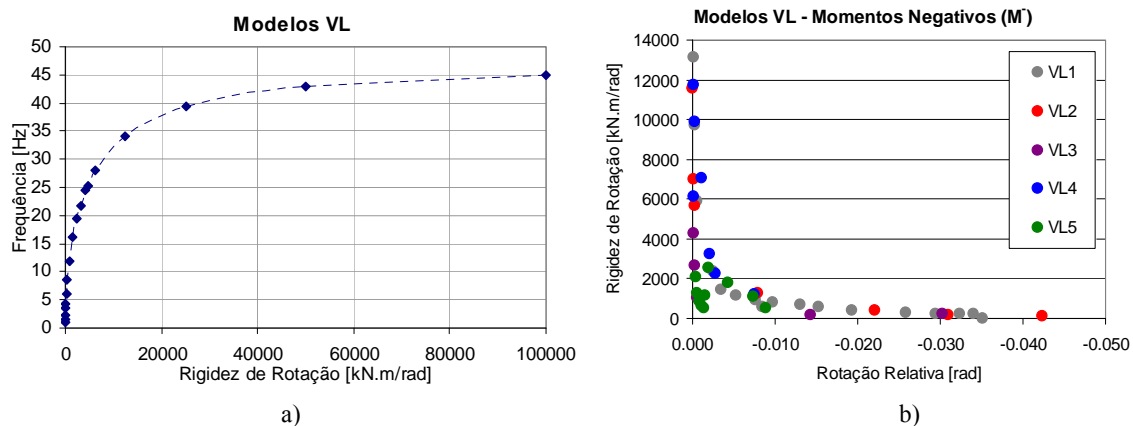 Modelos VL
50
45
40
35
30
25
20
15
10
5
0
Frequência [Hz]
0 20000 40000 60000 80000 100000
Rigidez de Rotação [kN.m/rad]
a)
Modelos VL - Momentos Negativos (M-)
14000
12000
10000
8000
6000
4000
2000
0
Rigidez de Rotação [kN.m/rad]
VL1
VL2
VL3
VL4
VL5
0.000 -0.010 -0.020 -0.030 -0.040 -0.050
Rotação Relativa [rad]
b)